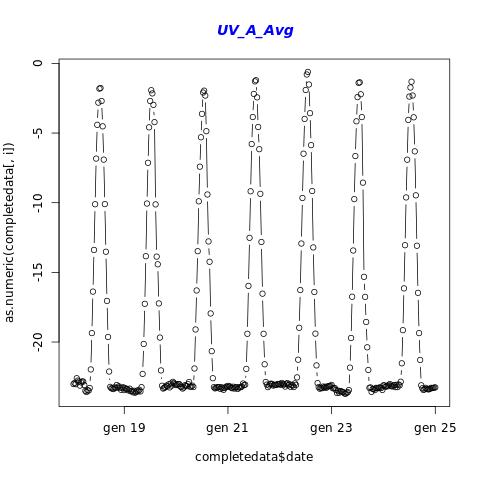 UV_A_Avg
as.numeric(completedata[, i])
0
-5
-10
-15
-20
gen 19
gen 21
gen 23
gen 25
completedata$date